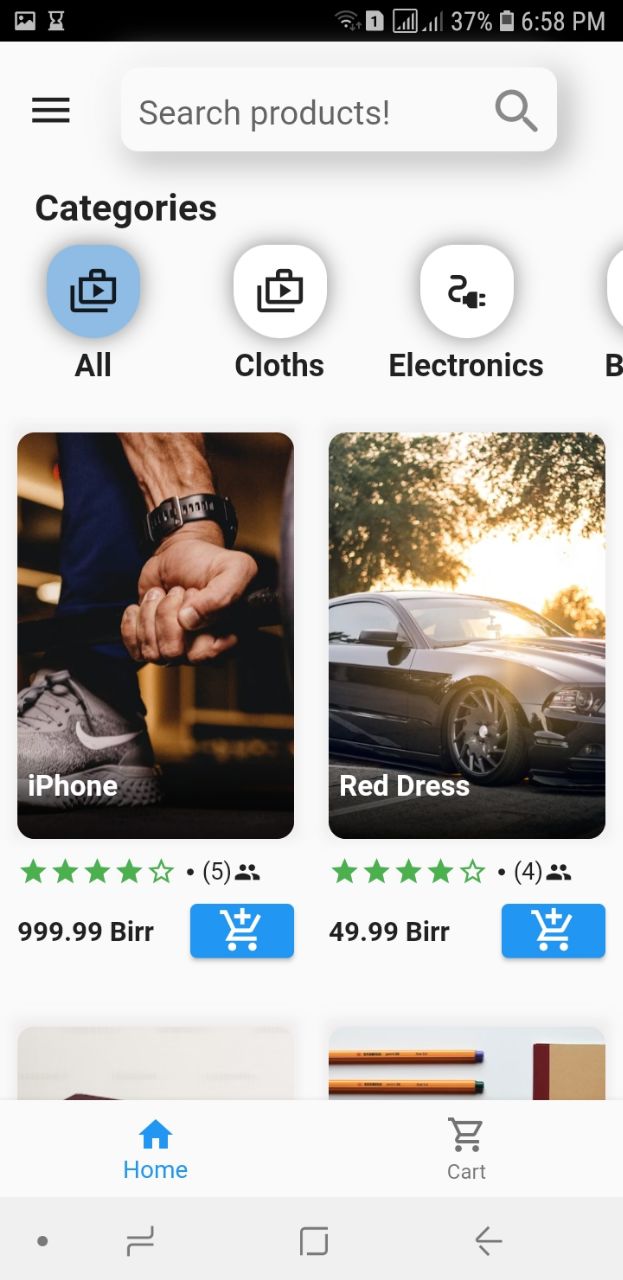 1 37% 6:58 PM
Search products!
Categories
All Cloths Electronics B
iPhone
Red Dress
• (5)
• (4)
999.99 Birr
49.99 Birr
Home
Cart